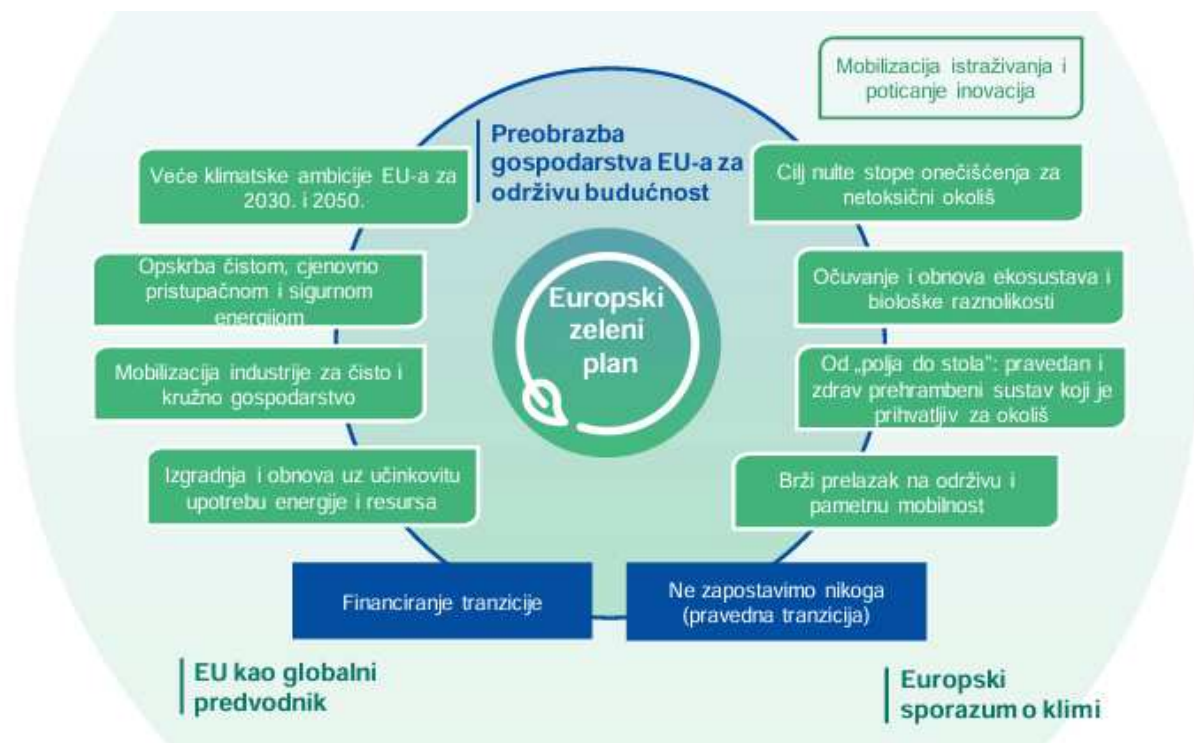 Mobilizacija istraživanja i
poticanje inovacija
Preobrazba
gospodarstva EU-a za
održivu budućnost
Veće klimatske ambicije EU-a za
2030. i 2050.
Cilj nulte stope onečišćenja za
netoksični okoliš
Opskrba čistom, cjenovno
pristupačnom i sigurnom
energijom
Očuvanje i obnova ekosustava i
biološke raznolikosti
Europski
zeleni
plan
Mobilizacija industrije za čisto i
kružno gospodarstvo
Od „polja do stola”: pravedan i
zdrav prehrambeni sustav koji je
prihvatljiv za okoliš
Izgradnja i obnova uz učinkovitu
upotrebu energije i resursa
Brži prelazak na održivu i
pametnu mobilnost
Financiranje tranzicije
Ne zapostavimo nikoga
(pravedna tranzicija)
EU kao globalni
predvodnik
Europski
sporazum o klimi